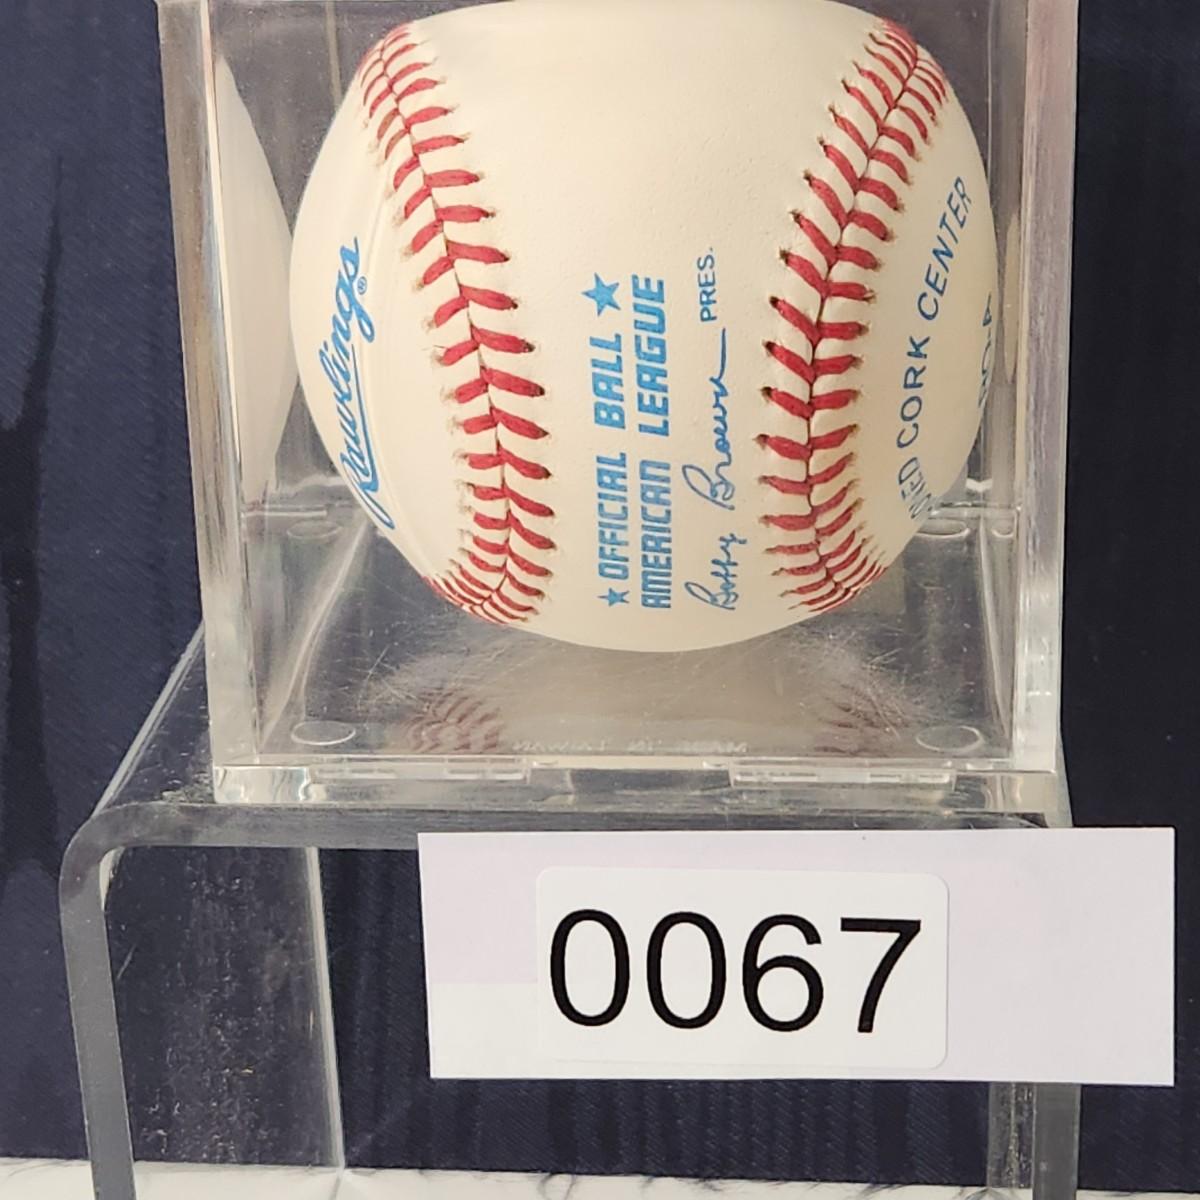 Rawlings®
★ OFFICIAL BALL ★
AMERICAN LEAGUE
Bobby Brown PRES.
CORK CENTER
0067